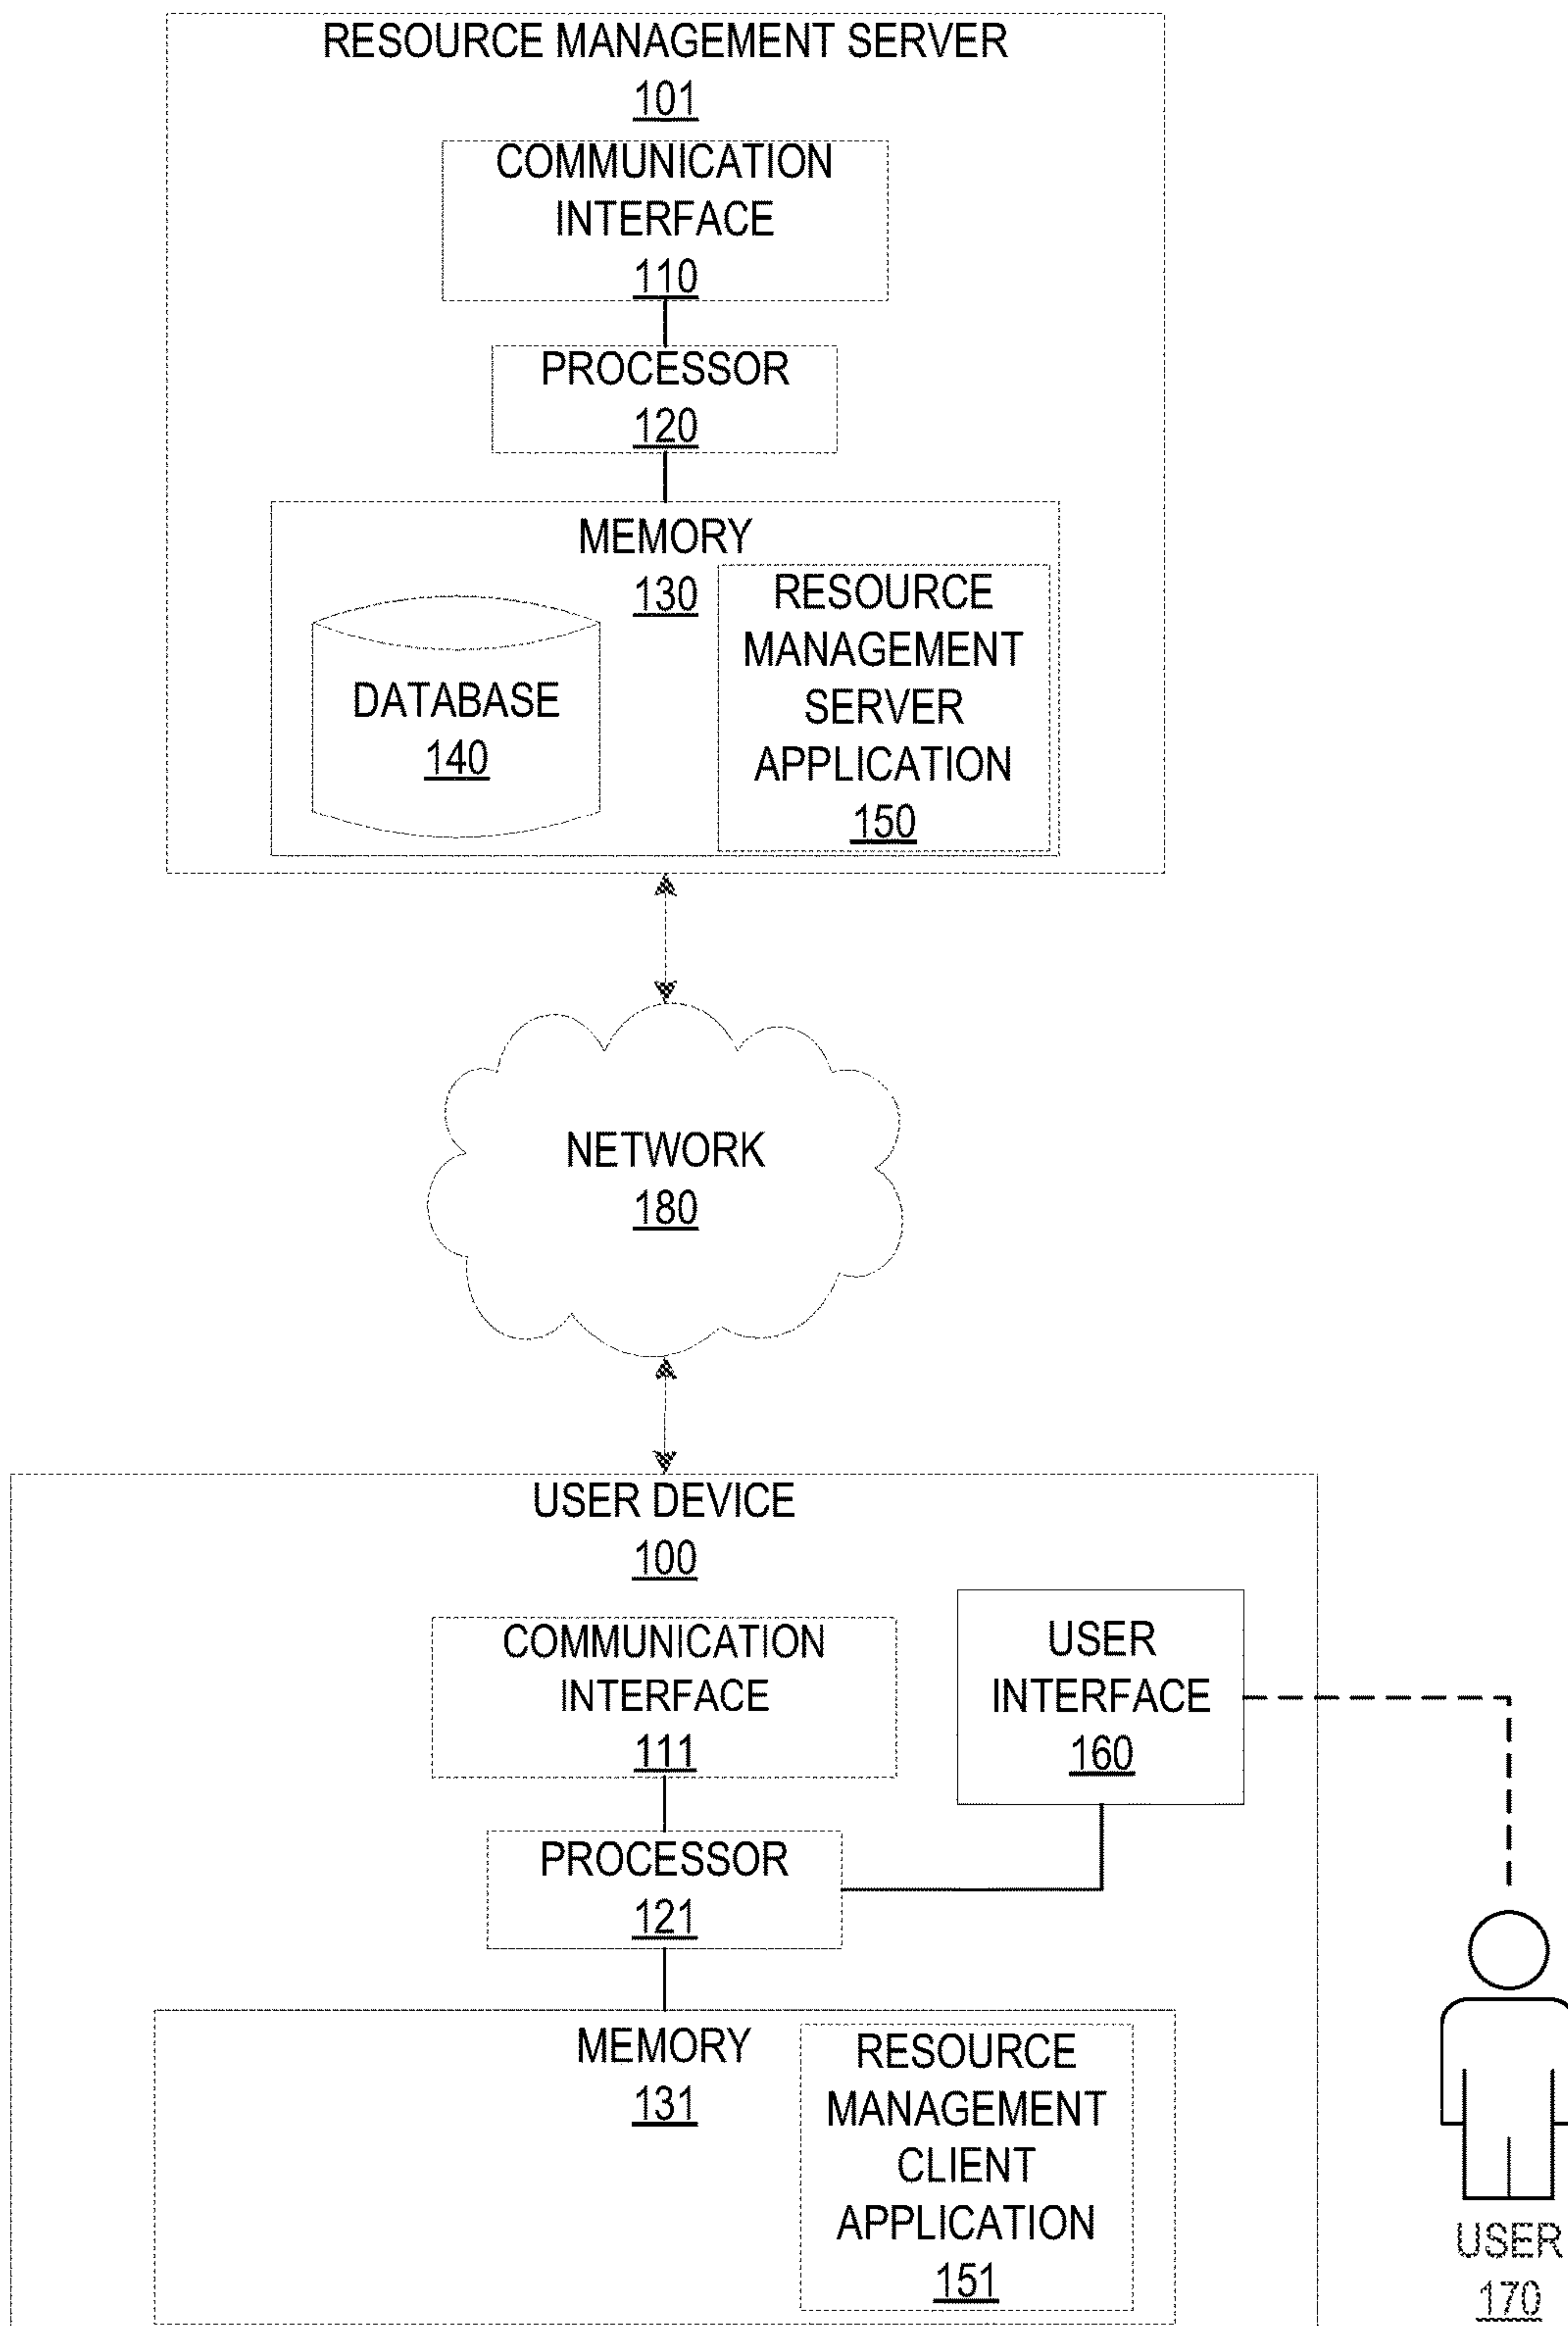 RESOURCE MANAGEMENT SERVER
101
COMMUNICATION
INTERFACE
110
PROCESSOR
120
MEMORY
130
DATABASE
140
RESOURCE
MANAGEMENT
SERVER
APPLICATION
150
NETWORK
180
USER DEVICE
100
COMMUNICATION
INTERFACE
111
USER
INTERFACE
160
PROCESSOR
121
MEMORY
131
RESOURCE
MANAGEMENT
CLIENT
APPLICATION
151
USER
170